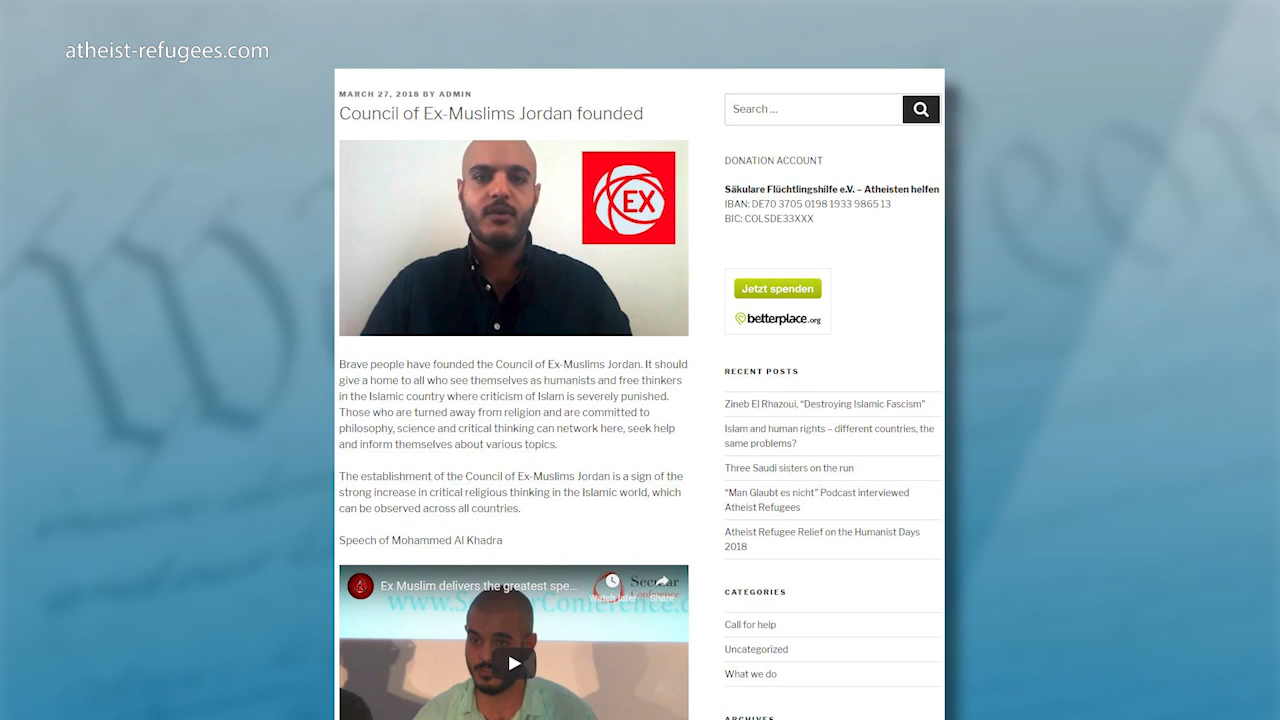 atheist-refugees.com
MARCH 27, 2018 BY ADMIN
Council of Ex-Muslims Jordan founded
EX
Brave people have founded the Council of Ex-Muslims Jordan. It should
give a home to all who see themselves as humanists and free thinkers
in the Islamic country where criticism of Islam is severely punished.
Those who are turned away from religion and are committed to
philosophy, science and critical thinking can network here, seek help
and inform themselves about various topics.
The establishment of the Council of Ex-Muslims Jordan is a sign of the
strong increase in critical religious thinking in the Islamic world, which
can be observed across all countries.
Speech of Mohammed Al Khadra
Ex Muslim delivers the greatest spe...
Watch later
Share
Secular
Conference
www.SecularConference.c
Search ...
DONATION ACCOUNT
Säkulare Flüchtlingshilfe e.V. – Atheisten helfen
IBAN: DE70 3705 0198 1933 9865 13
BIC: COLSDE33XXX
Jetzt spenden
betterplace.org
RECENT POSTS
Zineb El Rhazoui, “Destroying Islamic Fascism”
Islam and human rights – different countries, the
same problems?
Three Saudi sisters on the run
“Man Glaubt es nicht” Podcast interviewed
Atheist Refugees
Atheist Refugee Relief on the Humanist Days
2018
CATEGORIES
Call for help
Uncategorized
What we do
ARCHIVES